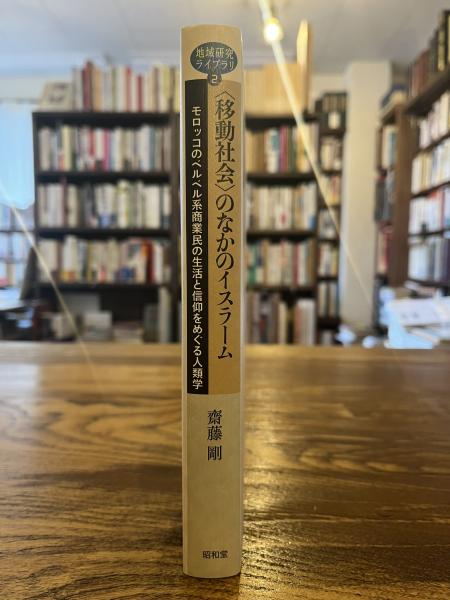 地域研究
ライブラリ
2
〈移動社会〉のなかのイスラーム
モロッコのベルベル系商業民の生活と信仰をめぐる人類学
齋藤 剛
昭和堂